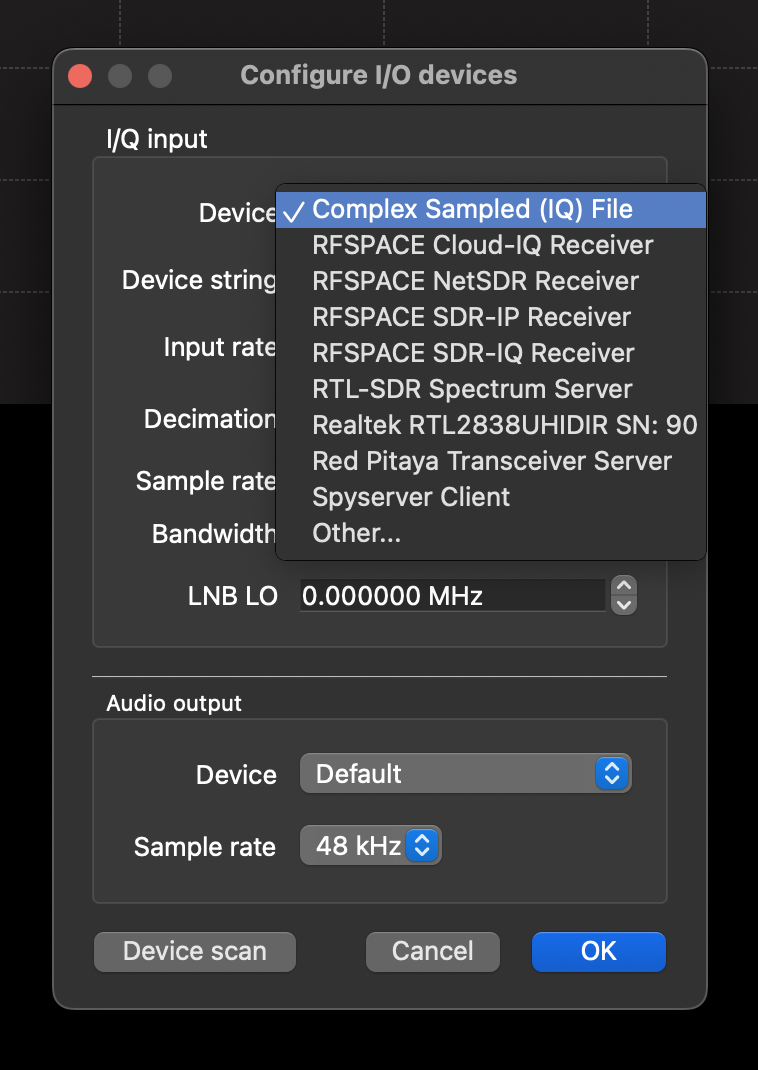 Configure I/O devices
I/Q input
Device
✓ Complex Sampled (IQ) File
RFSPACE Cloud-IQ Receiver
Device string
RFSPACE NetSDR Receiver
RFSPACE SDR-IP Receiver
Input rate
RFSPACE SDR-IQ Receiver
RTL-SDR Spectrum Server
Decimation
Realtek RTL2838UHIDIR SN: 90
Red Pitaya Transceiver Server
Sample rate
Spyserver Client
Bandwidth
Other...
LNB LO 0.000000 MHz
Audio output
Device Default
Sample rate 48 kHz
Device scan Cancel OK